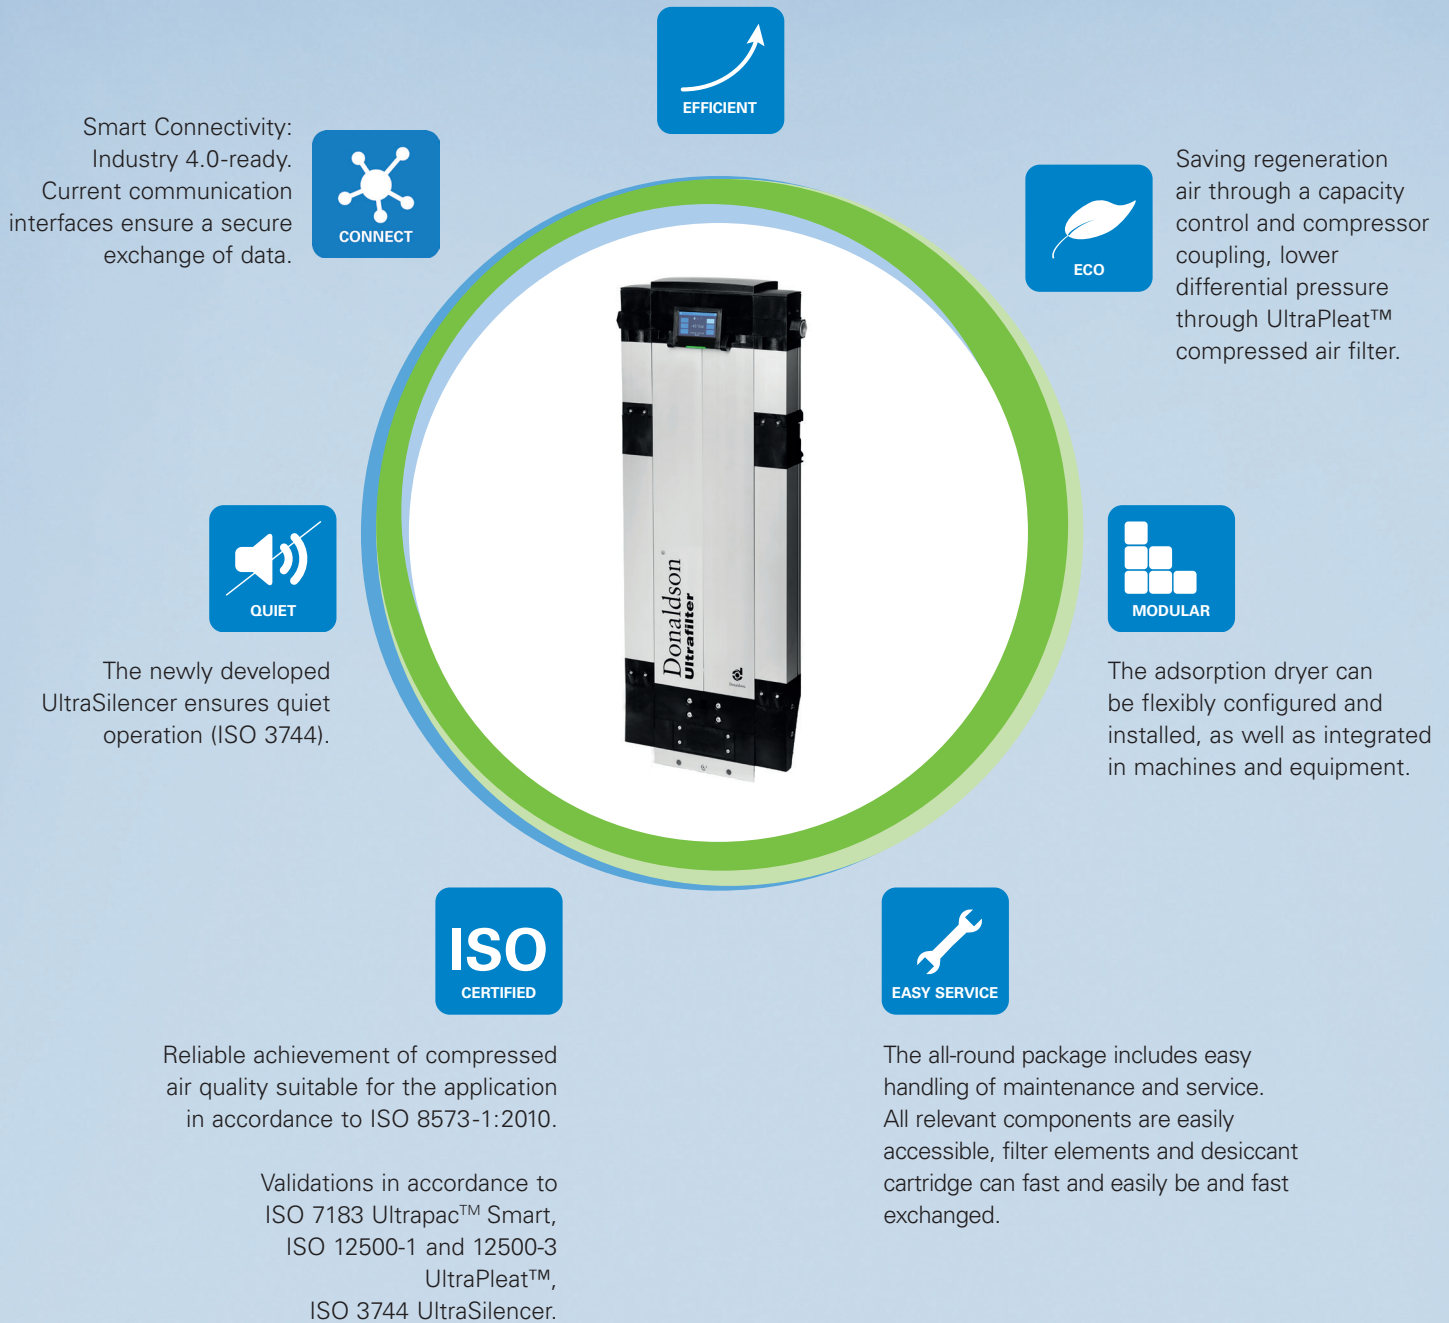 EFFICIENT
Smart Connectivity:
Industry 4.0-ready.
Current communication
interfaces ensure a secure
exchange of data.
CONNECT
ECO
Saving regeneration
air through a capacity
control and compressor
coupling, lower
differential pressure
through UltraPleat™
compressed air filter.
Donaldson
Ultrafilter
QUIET
The newly developed
UltraSilencer ensures quiet
operation (ISO 3744).
MODULAR
The adsorption dryer can
be flexibly configured and
installed, as well as integrated
in machines and equipment.
ISO
CERTIFIED
Reliable achievement of compressed
air quality suitable for the application
in accordance to ISO 8573-1:2010.
Validations in accordance to
ISO 7183 Ultrapac™ Smart,
ISO 12500-1 and 12500-3
UltraPleat™,
ISO 3744 UltraSilencer.
EASY SERVICE
The all-round package includes easy
handling of maintenance and service.
All relevant components are easily
accessible, filter elements and desiccant
cartridge can fast and easily be and fast
exchanged.